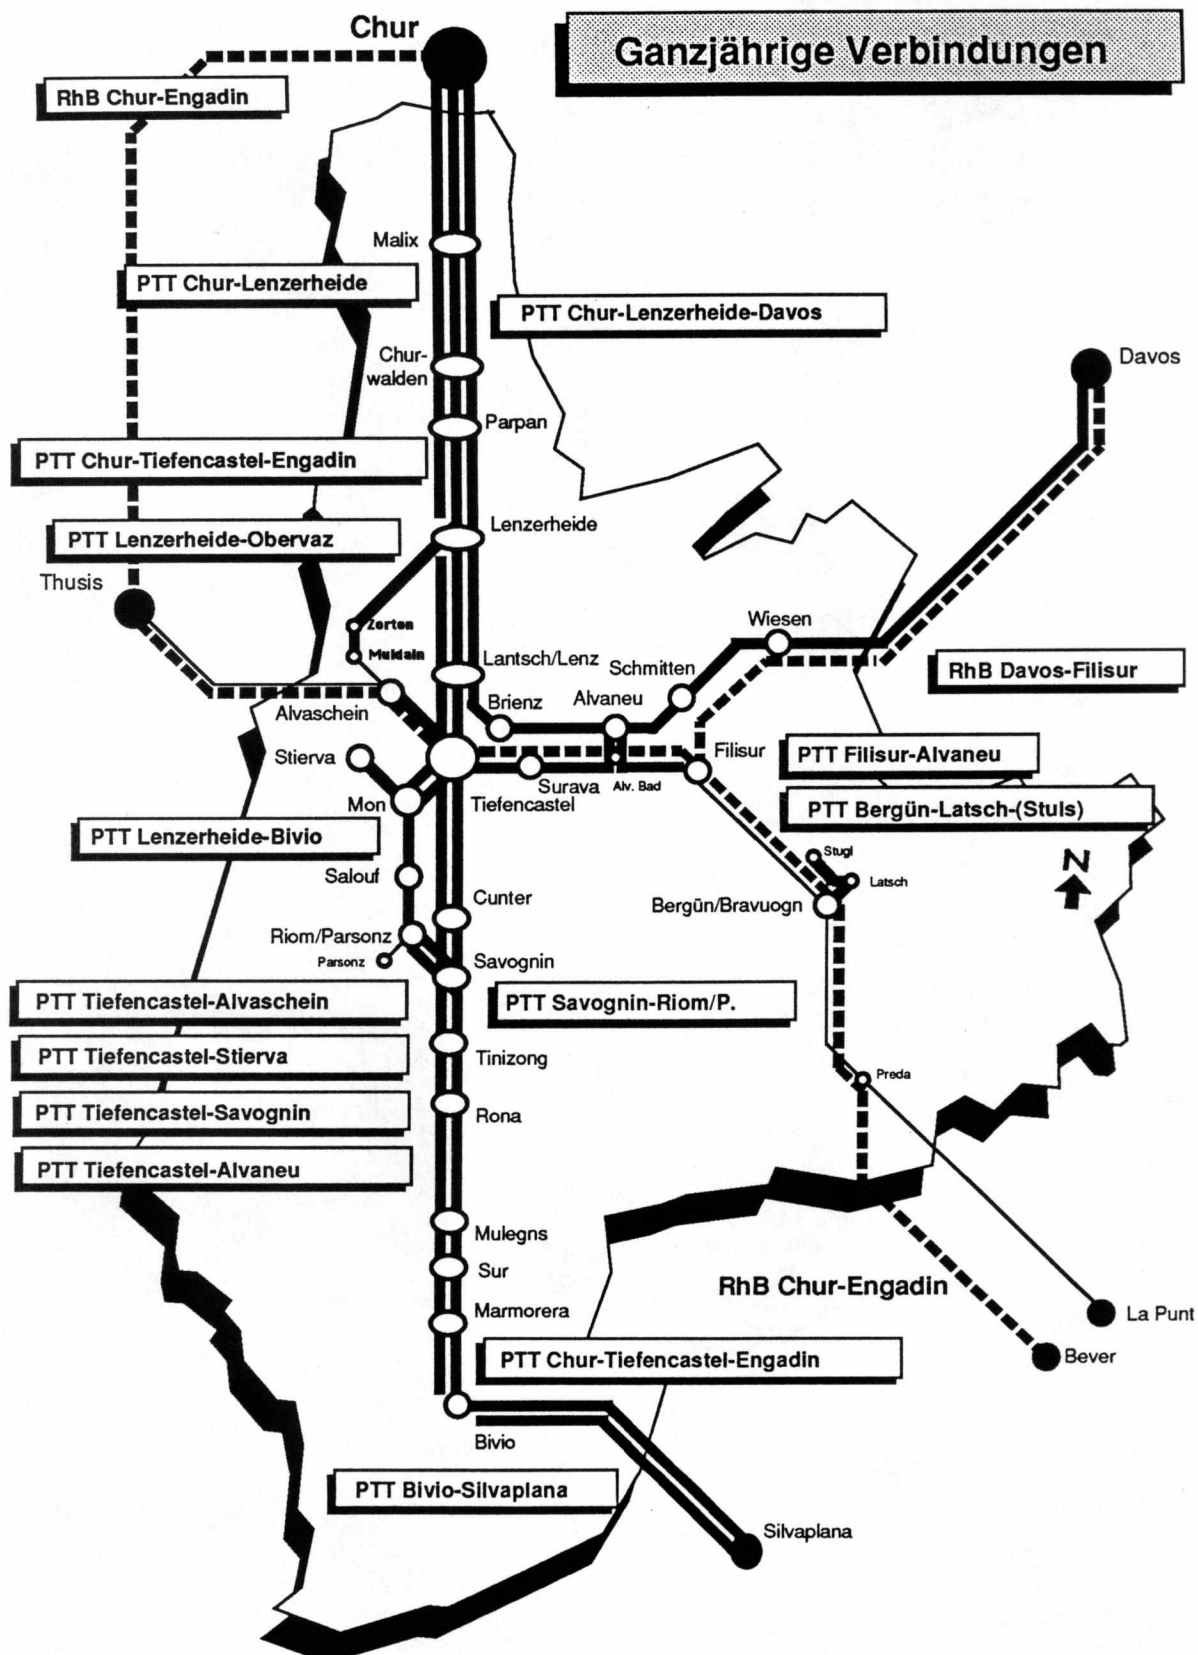 Chur
Ganzjährige Verbindungen
RhB Chur-Engadin
Malix
PTT Chur-Lenzerheide
PTT Chur-Lenzerheide-Davos
Chur-
walden
Davos
Parpan
PTT Chur-Tiefencastel-Engadin
Lenzerheide
PTT Lenzerheide-Obervaz
Thusis
Zorten
Muldain
Wiesen
Lantsch/Lenz
Schmitten
RhB Davos-Filisur
Alvaschein
Brienz
Alvaneu
Stierva
Filisur
PTT Filisur-Alvaneu
Surava
Alv. Bad
Mon
Tiefencastel
PTT Bergün-Latsch-(Stuls)
PTT Lenzerheide-Bivio
Stugl
N
Salouf
Latsch
Cunter
Bergün/Bravuogn
Riom/Parsonz
Parsonz
Savognin
PTT Tiefencastel-Alvaschein
PTT Savognin-Riom/P.
PTT Tiefencastel-Stierva
Tinizong
Preda
PTT Tiefencastel-Savognin
Rona
PTT Tiefencastel-Alvaneu
Mulegns
Sur
RhB Chur-Engadin
Marmorera
La Punt
PTT Chur-Tiefencastel-Engadin
Bever
Bivio
PTT Bivio-Silvaplana
Silvaplana